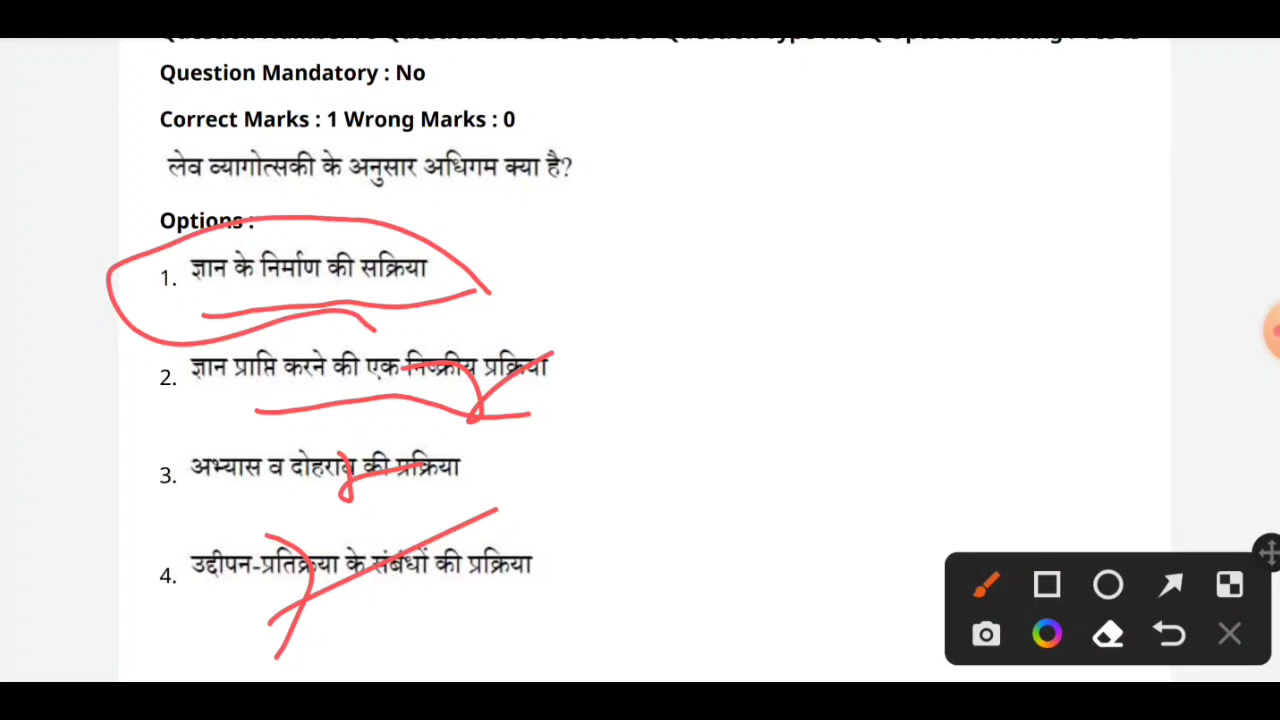 Question Mandatory : No
Correct Marks : 1 Wrong Marks : 0
लेव व्यागोत्सकी के अनुसार अधिगम क्या है?
Options :
1. ज्ञान के निर्माण की सक्रिया
2. ज्ञान प्राप्ति करने की एक निष्क्रीय प्रक्रिया
3. अभ्यास व दोहराव की प्रक्रिया
4. उद्दीपन-प्रतिक्रया के संबंधों की प्रक्रिया